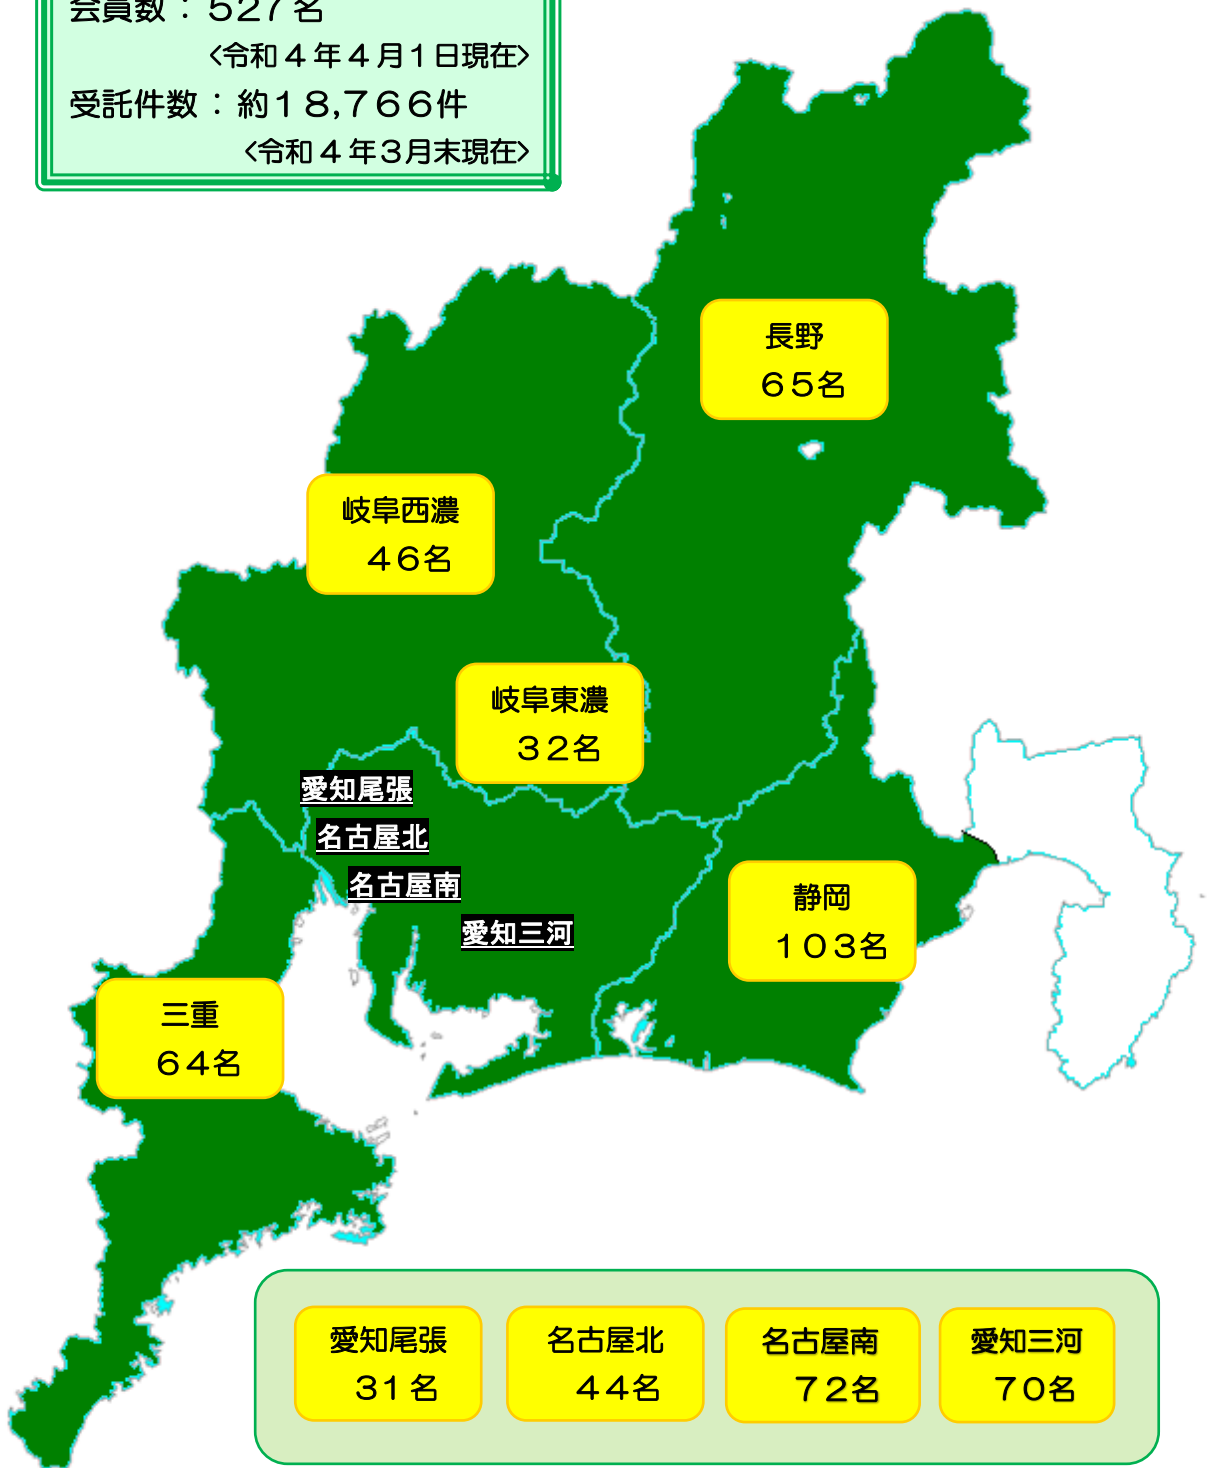 会員数：５２７名
<令和４年４月１日現在>
受託件数：約１８,７６６件
<令和４年３月末現在>
長野
６５名
岐阜西濃
４６名
岐阜東濃
３２名
愛知尾張
名古屋北
名古屋南
愛知三河
静岡
１０３名
三重
６４名
愛知尾張
３１名
名古屋北
４４名
名古屋南
７２名
愛知三河
７０名